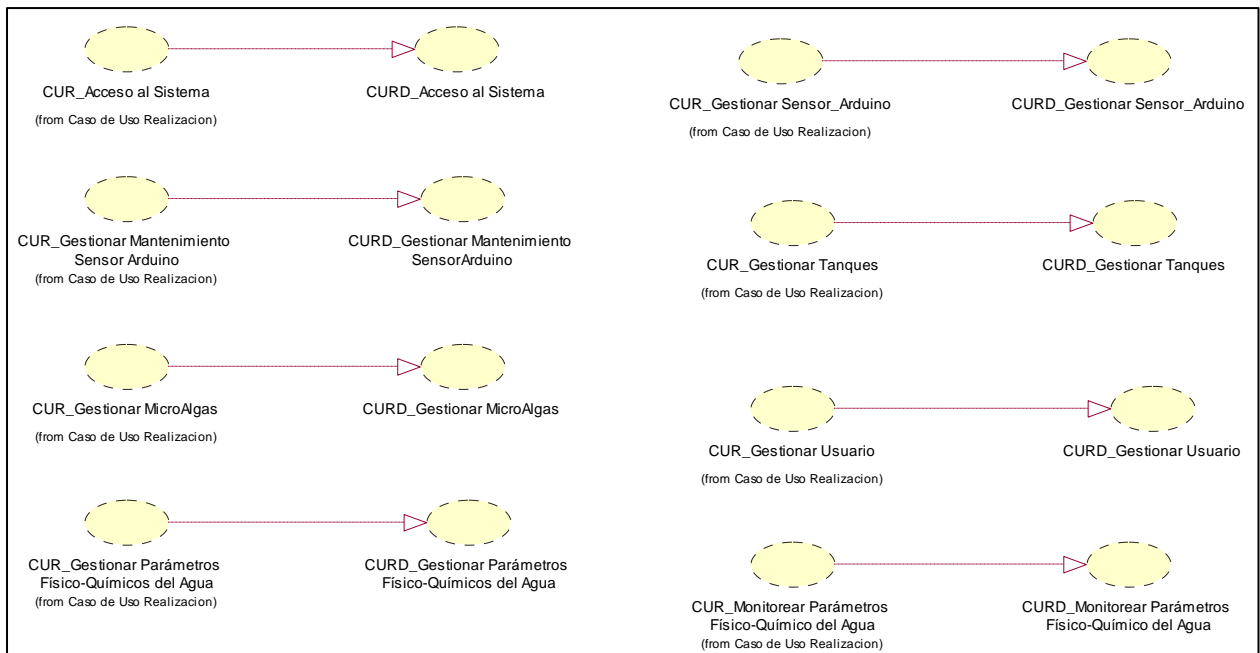 CUR_Acceso al Sistema
(from Caso de Uso Realizacion)
CURD_Acceso al Sistema
CUR_Gestionar Mantenimiento
Sensor Arduino
(from Caso de Uso Realizacion)
CURD_Gestionar Mantenimiento
SensorArduino
CUR_Gestionar MicroAlgas
(from Caso de Uso Realizacion)
CURD_Gestionar MicroAlgas
CUR_Gestionar Parámetros
Físico-Químicos del Agua
(from Caso de Uso Realizacion)
CURD_Gestionar Parámetros
Físico-Químicos del Agua
CUR_Gestionar Sensor_Arduino
(from Caso de Uso Realizacion)
CURD_Gestionar Sensor_Arduino
CUR_Gestionar Tanques
(from Caso de Uso Realizacion)
CURD_Gestionar Tanques
CUR_Gestionar Usuario
(from Caso de Uso Realizacion)
CURD_Gestionar Usuario
CUR_Monitorear Parámetros
Físico-Químico del Agua
(from Caso de Uso Realizacion)
CURD_Monitorear Parámetros
Físico-Químico del Agua